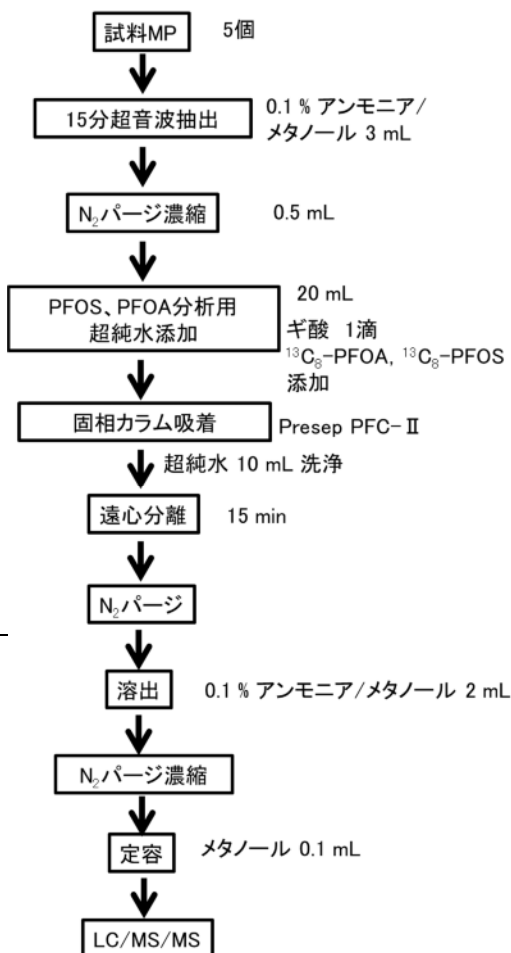 試料MP 5個
15分超音波抽出 0.1 % アンモニア/
メタノール 3 mL
N₂パージ濃縮 0.5 mL
PFOS、PFOA分析用
超純水添加
20 mL
ギ酸 1滴
¹³C₈-PFOA, ¹³C₈-PFOS
添加
固相カラム吸着 Presep PFC-Ⅱ
超純水 10 mL 洗浄
遠心分離 15 min
N₂パージ
溶出 0.1 % アンモニア/メタノール 2 mL
N₂パージ濃縮
定容 メタノール 0.1 mL
LC/MS/MS